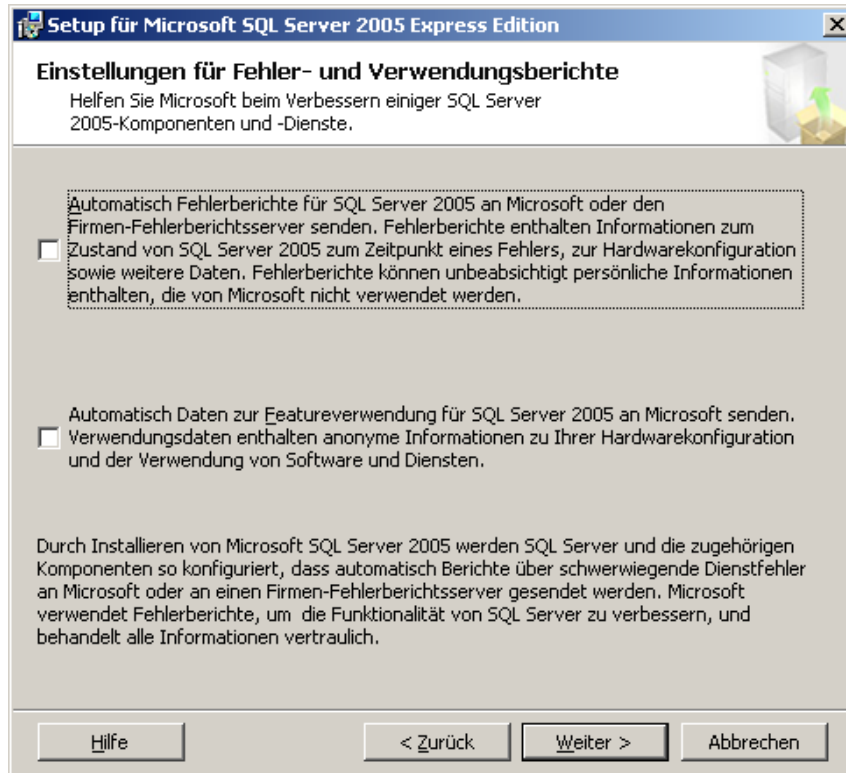 Setup für Microsoft SQL Server 2005 Express Edition
Einstellungen für Fehler- und Verwendungsberichte
Helfen Sie Microsoft beim Verbessern einiger SQL Server
2005-Komponenten und -Dienste.
Automatisch Fehlerberichte für SQL Server 2005 an Microsoft oder den
Firmen-Fehlerberichtsserver senden. Fehlerberichte enthalten Informationen zum
Zustand von SQL Server 2005 zum Zeitpunkt eines Fehlers, zur Hardwarekonfiguration
sowie weitere Daten. Fehlerberichte können unbeabsichtigt persönliche Informationen
enthalten, die von Microsoft nicht verwendet werden.
Automatisch Daten zur Featureverwendung für SQL Server 2005 an Microsoft senden.
Verwendungsdaten enthalten anonyme Informationen zu Ihrer Hardwarekonfiguration
und der Verwendung von Software und Diensten.
Durch Installieren von Microsoft SQL Server 2005 werden SQL Server und die zugehörigen
Komponenten so konfiguriert, dass automatisch Berichte über schwerwiegende Dienstfehler
an Microsoft oder an einen Firmen-Fehlerberichtsserver gesendet werden. Microsoft
verwendet Fehlerberichte, um die Funktionalität von SQL Server zu verbessern, und
behandelt alle Informationen vertraulich.
Hilfe
< Zurück
Weiter >
Abbrechen